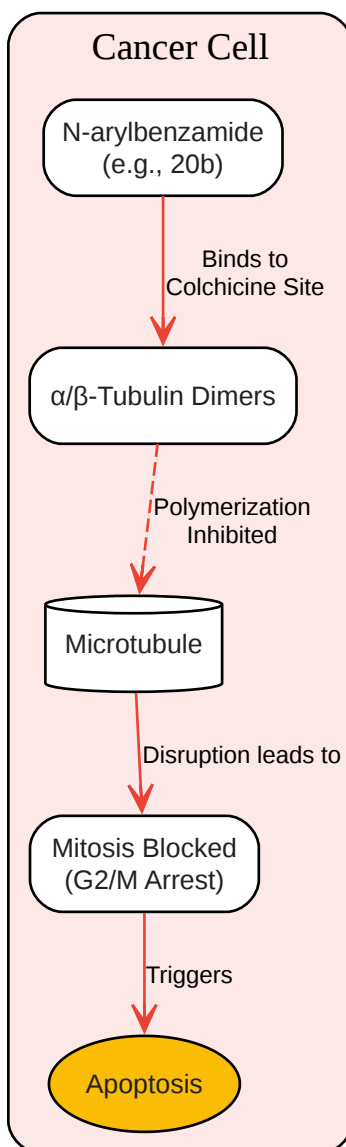 Cancer Cell
N-arylbenzamide
(e.g., 20b)
Binds to
Colchicine Site
α/β-Tubulin Dimers
Polymerization
Inhibited
Microtubule
Disruption leads to
Mitosis Blocked
(G2/M Arrest)
Triggers
Apoptosis